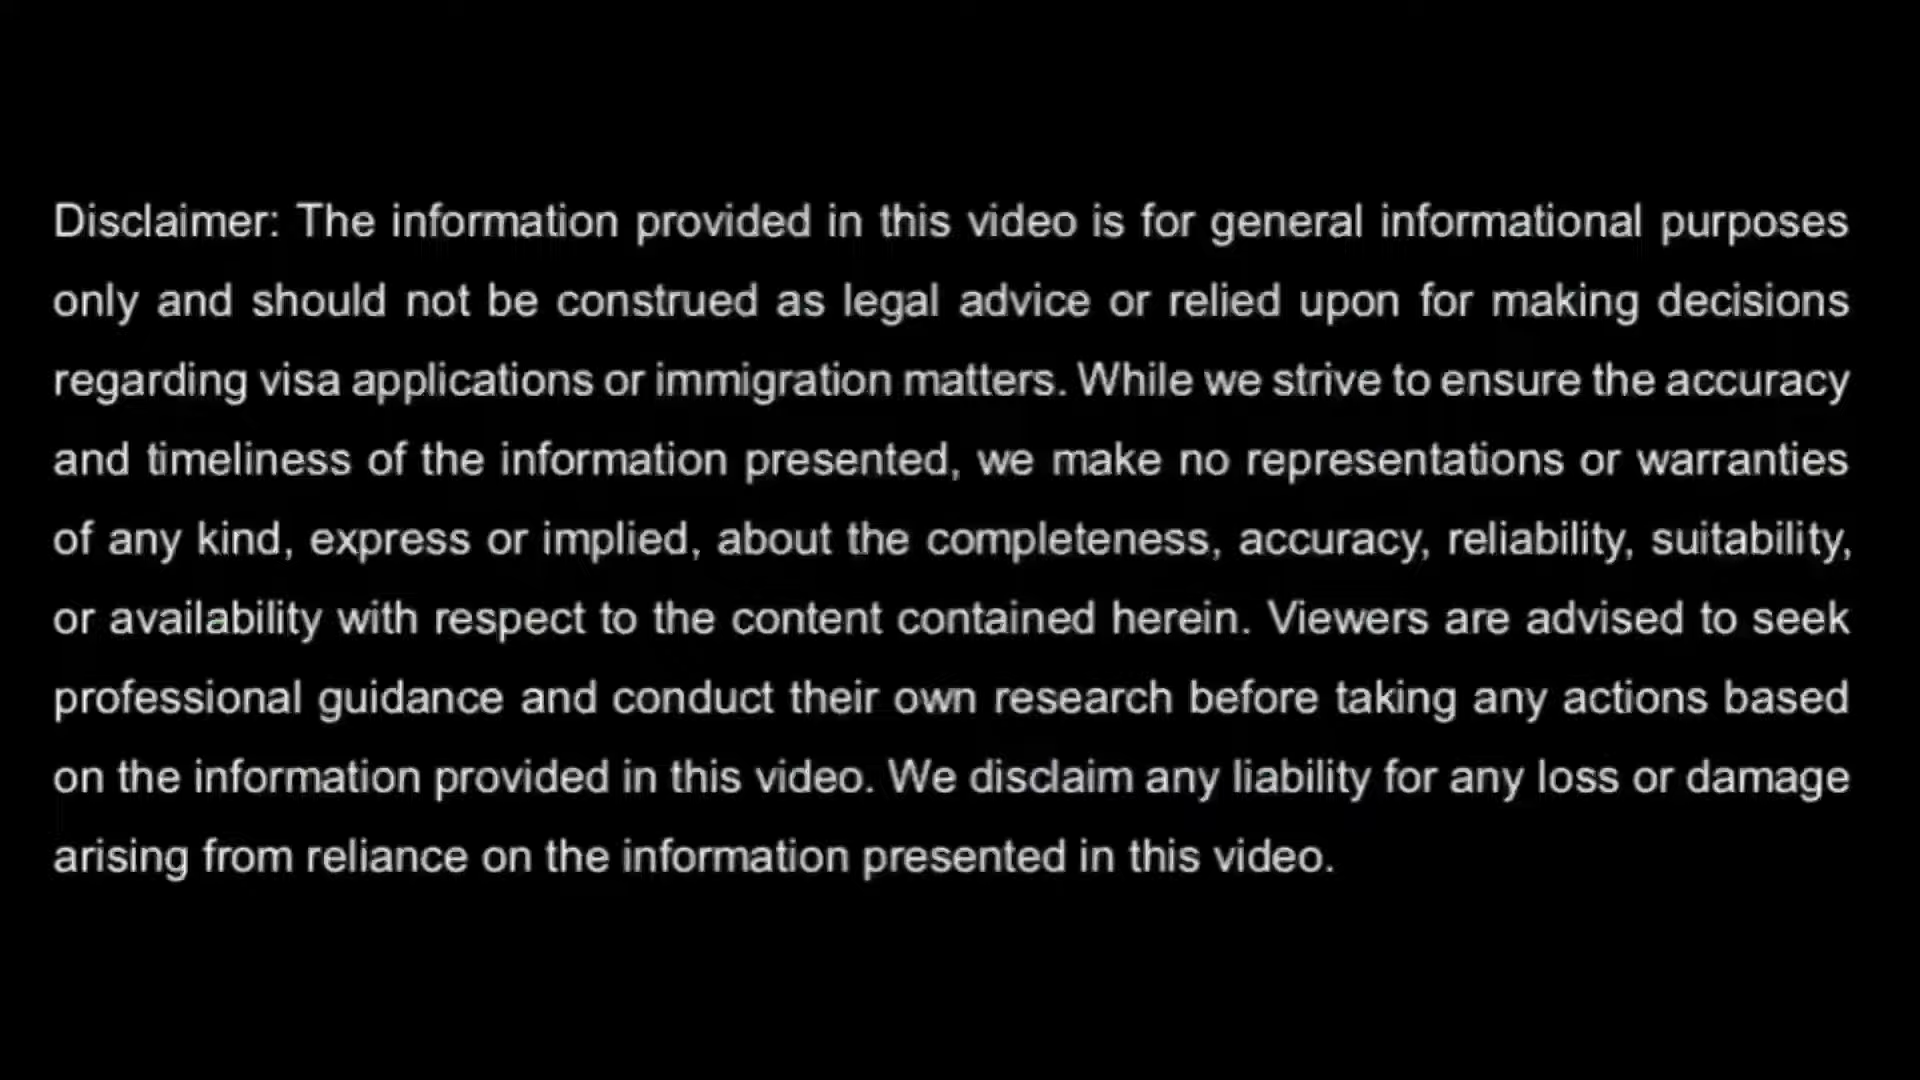 Disclaimer: The information provided in this video is for general informational purposes
only and should not be construed as legal advice or relied upon for making decisions
regarding visa applications or immigration matters. While we strive to ensure the accuracy
and timeliness of the information presented, we make no representations or warranties
of any kind, express or implied, about the completeness, accuracy, reliability, suitability,
or availability with respect to the content contained herein. Viewers are advised to seek
professional guidance and conduct their own research before taking any actions based
on the information provided in this video. We disclaim any liability for any loss or damage
arising from reliance on the information presented in this video.